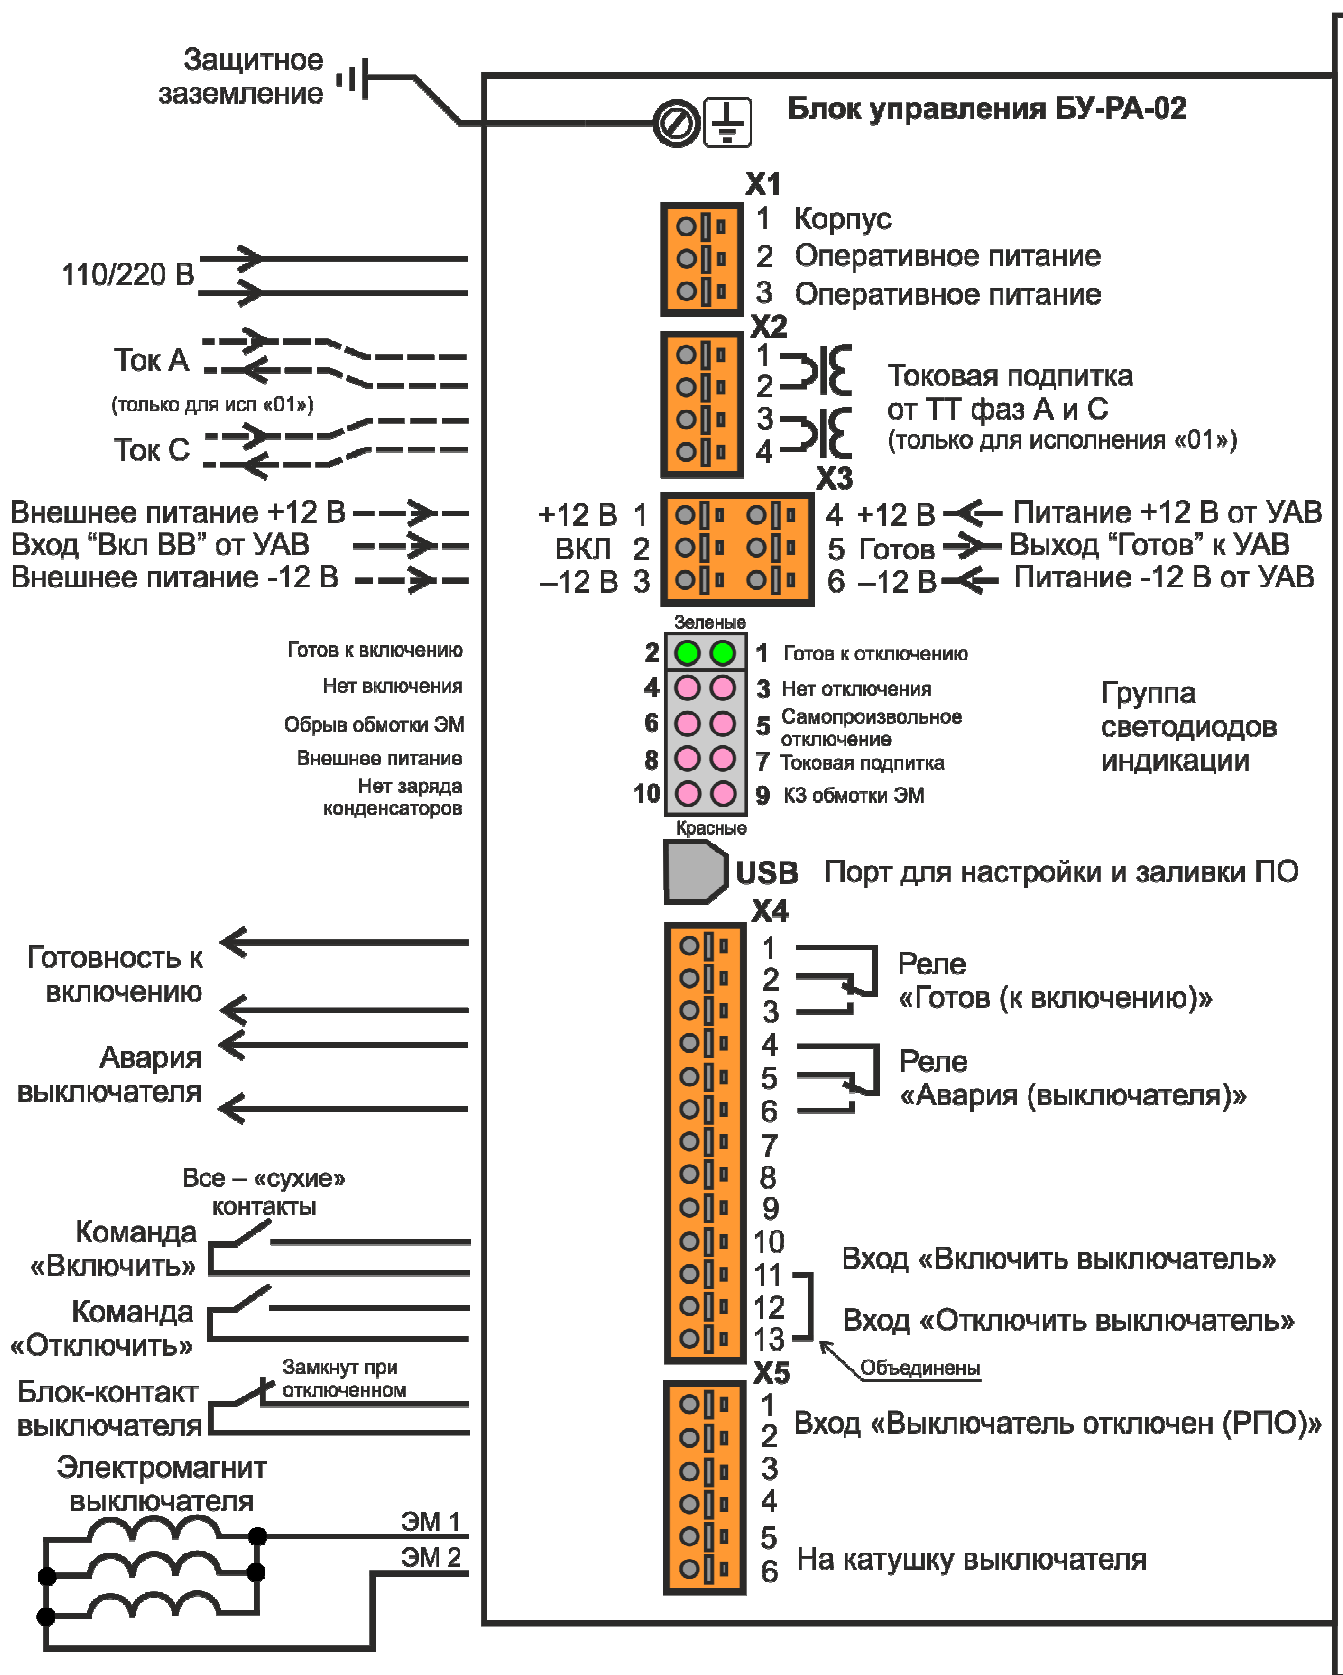 Защитное
заземление
Блок управления БУ-РА-02
X1
1 Корпус
2 Оперативное питание
3 Оперативное питание
110/220 В
X2
1
2
3
4
Токовая подпитка
от ТТ фаз А и С
(только для исполнения «01»)
Ток А
(только для исп «01»)
Ток С
X3
Внешнее питание +12 В
+12 В 1
4 +12 В
Питание +12 В от УАВ
Вход “Вкл ВВ” от УАВ
ВКЛ 2
5 Готов
Выход “Готов” к УАВ
Внешнее питание -12 В
–12 В 3
6 –12 В
Питание -12 В от УАВ
Зеленые
Готов к включению
2
1 Готов к отключению
Нет включения
4
3 Нет отключения
Обрыв обмотки ЭМ
6
5 Самопроизвольное
отключение
Внешнее питание
8
7 Токовая подпитка
Нет заряда
конденсаторов
10
9 КЗ обмотки ЭМ
Группа
светодиодов
индикации
Красные
USB Порт для настройки и заливки ПО
X4
1
2
3
Реле
«Готов (к включению)»
4
5
6
Реле
«Авария (выключателя)»
7
8
9
10
11
12
13
Вход «Включить выключатель»
Вход «Отключить выключатель»
Объединены
Готовность к
включению
Авария
выключателя
Все – «сухие»
контакты
Команда
«Включить»
Команда
«Отключить»
Блок-контакт
выключателя
Замкнут при
отключенном
X5
1
2
3
4
5
6
Вход «Выключатель отключен (РПО)»
На катушку выключателя
Электромагнит
выключателя
ЭМ 1
ЭМ 2